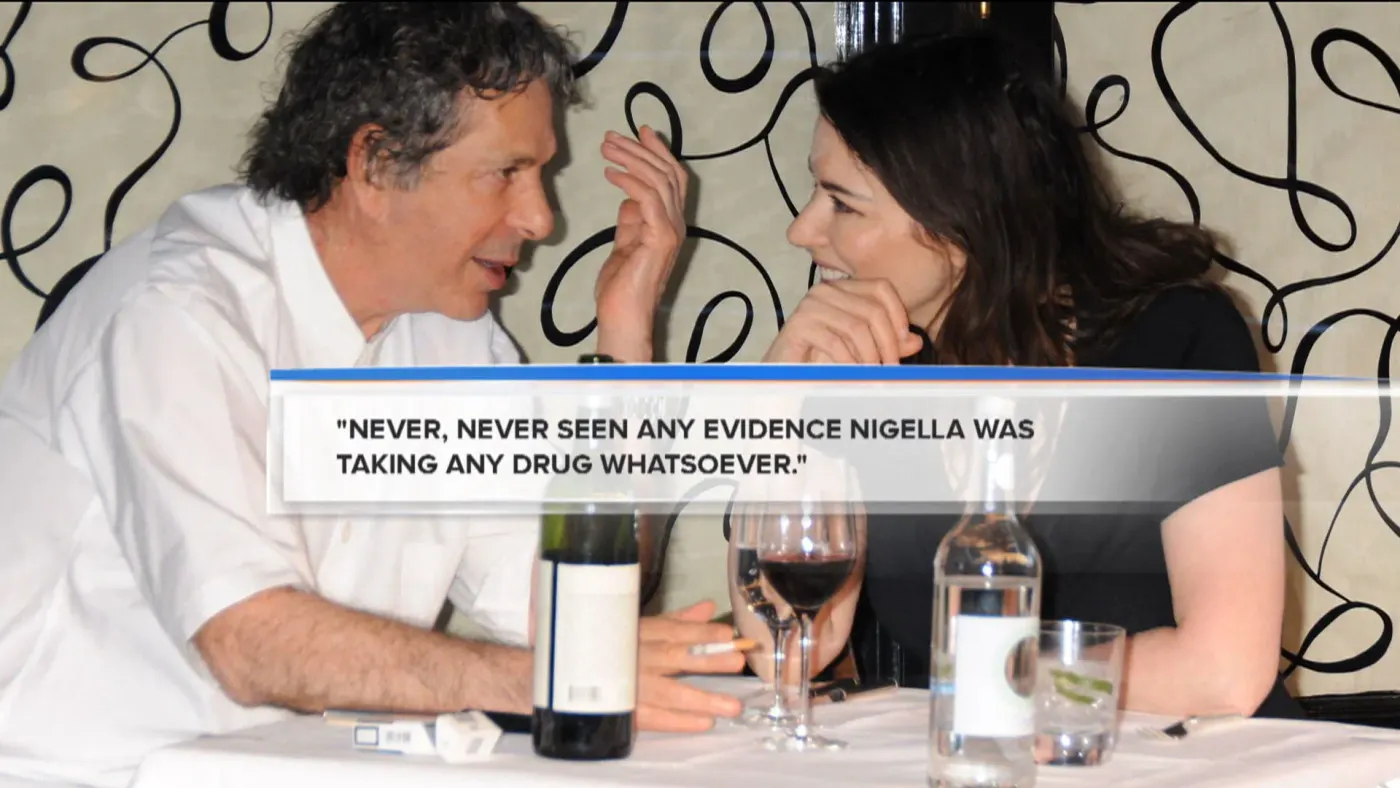 "NEVER, NEVER SEEN ANY EVIDENCE NIGELLA WAS
TAKING ANY DRUG WHATSOEVER."